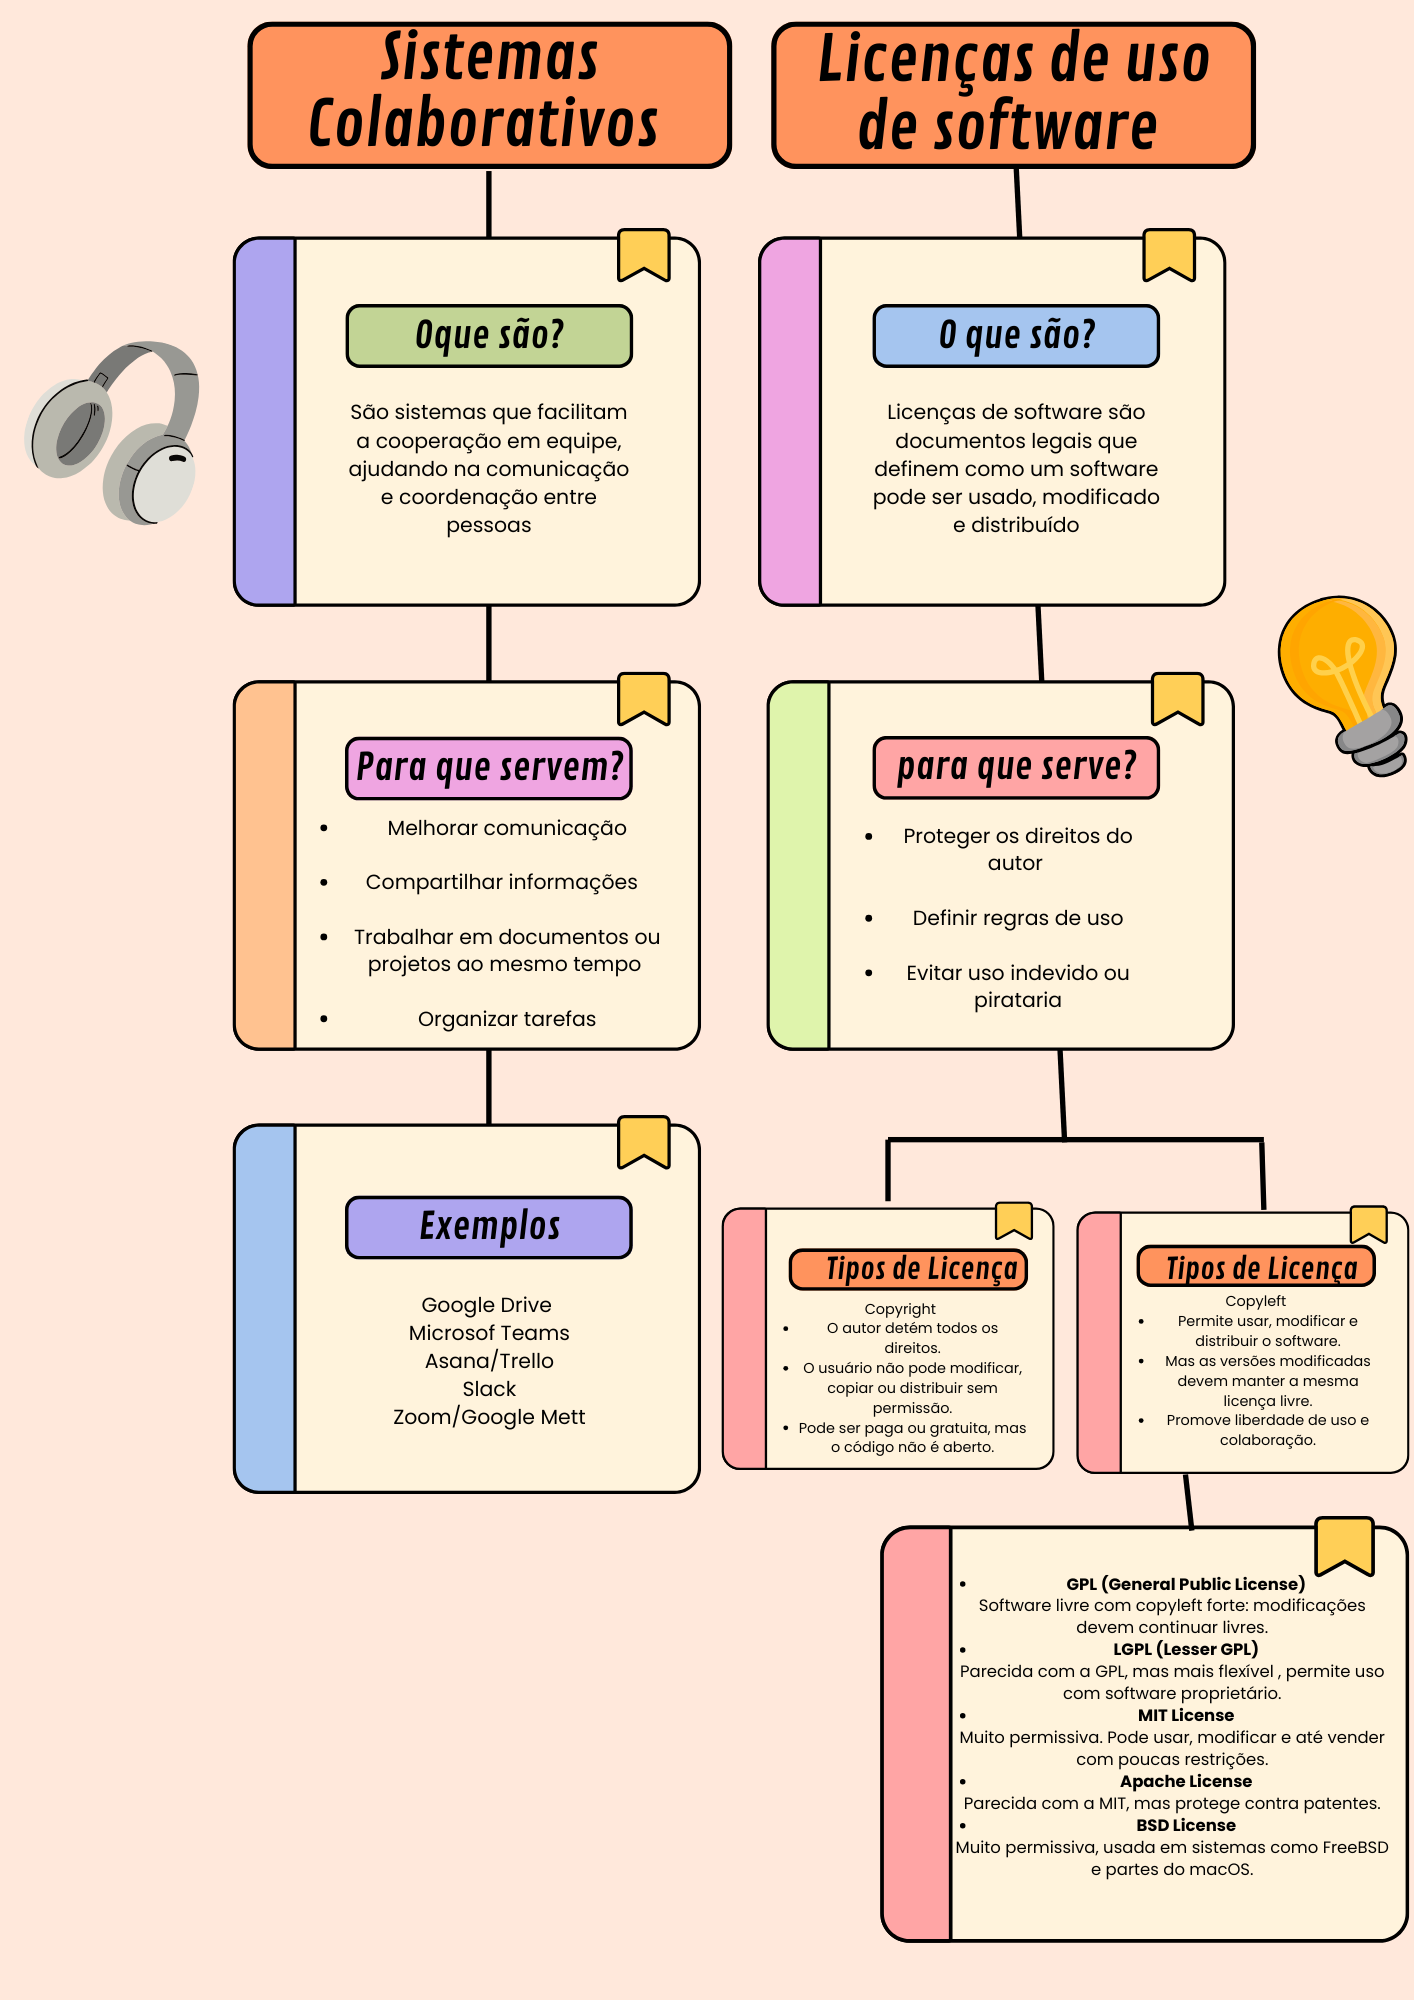 Sistemas
Colaborativos
Oque são?
São sistemas que facilitam
a cooperação em equipe,
ajudando na comunicação
e coordenação entre
pessoas
Para que servem?
• Melhorar comunicação
• Compartilhar informações
• Trabalhar em documentos ou
projetos ao mesmo tempo
• Organizar tarefas
Exemplos
Google Drive
Microsof Teams
Asana/Trello
Slack
Zoom/Google Mett
Licenças de uso
de software
O que são?
Licenças de software são
documentos legais que
definem como um software
pode ser usado, modificado
e distribuído
para que serve?
• Proteger os direitos do
autor
• Definir regras de uso
• Evitar uso indevido ou
pirataria
Tipos de Licença
Copyright
• O autor detém todos os
direitos.
• O usuário não pode modificar,
copiar ou distribuir sem
permissão.
• Pode ser paga ou gratuita, mas
o código não é aberto.
Tipos de Licença
Copyleft
• Permite usar, modificar e
distribuir o software.
• Mas as versões modificadas
devem manter a mesma
licença livre.
• Promove liberdade de uso e
colaboração.
• GPL (General Public License)
Software livre com copyleft forte: modificações
devem continuar livres.
• LGPL (Lesser GPL)
Parecida com a GPL, mas mais flexível , permite uso
com software proprietário.
• MIT License
Muito permissiva. Pode usar, modificar e até vender
com poucas restrições.
• Apache License
Parecida com a MIT, mas protege contra patentes.
• BSD License
Muito permissiva, usada em sistemas como FreeBSD
e partes do macOS.